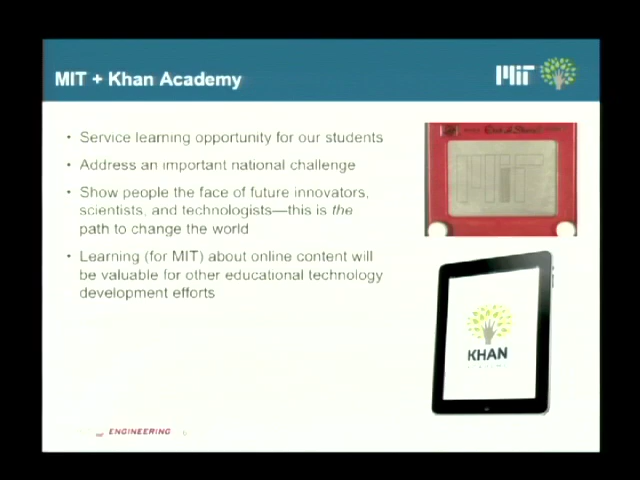 MIT + Khan Academy
MIT
• Service learning opportunity for our students
• Address an important national challenge
• Show people the face of future innovators,
scientists, and technologists—this is the
path to change the world
• Learning (for MIT) about online content will
be valuable for other educational technology
development efforts
MIT
KHAN
ACADEMY
ENGINEERING